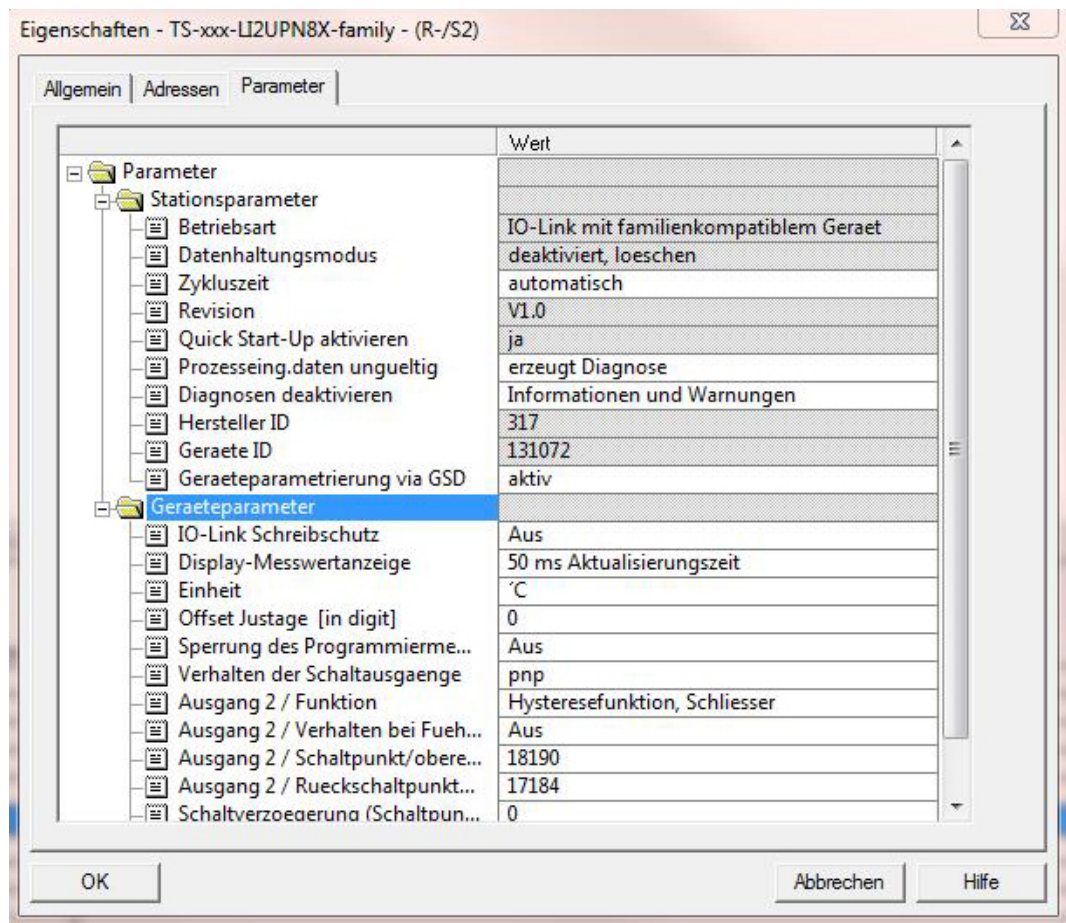 Eigenschaften - TS-xxx-LI2UPN8X-family - (R-/S2)
Allgemein Adressen Parameter
Wert
Parameter
Stationsparameter
Betriebsart IO-Link mit familienkompatiblem Geraet
Datenhaltungsmodus deaktiviert, loeschen
Zykluszeit automatisch
Revision V1.0
Quick Start-Up aktivieren ja
Prozesseing.daten ungueltig erzeugt Diagnose
Diagnosen deaktivieren Informationen und Warnungen
Hersteller ID 317
Geraete ID 131072
Geraeteparametrierung via GSD aktiv
Geraeteparameter
IO-Link Schreibschutz Aus
Display-Messwertanzeige 50 ms Aktualisierungszeit
Einheit ´C
Offset Justage [in digit] 0
Sperrung des Programmierme... Aus
Verhalten der Schaltausgaenge pnp
Ausgang 2 / Funktion Hysteresefunktion, Schliesser
Ausgang 2 / Verhalten bei Fueh... Aus
Ausgang 2 / Schaltpunkt/obere... 18190
Ausgang 2 / Rueckschaltpunkt... 17184
Schaltverzoegerung (Schaltpun... 0
OK Abbrechen Hilfe